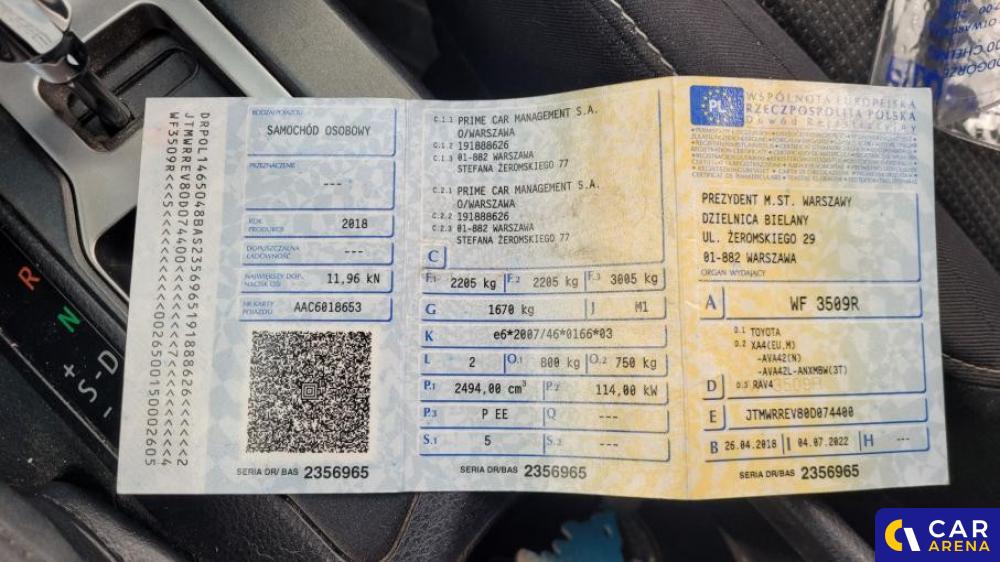 RODZAJ POJAZDU
SAMOCHÓD OSOBOWY
PRZEZNACZENIE
---
ROK PRODUKCJI
2018
DOPUSZCZALNA ŁADOWNOŚĆ
---
NAJWIĘKSZY DOP. NACISK OSI
11,96 kN
NR KARTY POJAZDU
AAC6018653
SERIA DR/BAS 2356965
C.1.1 PRIME CAR MANAGEMENT S.A.
O/WARSZAWA
C.1.2 191888626
C.1.3 01-882 WARSZAWA
STEFANA ŻEROMSKIEGO 77
C.2.1 PRIME CAR MANAGEMENT S.A.
O/WARSZAWA
C.2.2 191888626
C.2.3 01-882 WARSZAWA
STEFANA ŻEROMSKIEGO 77
C
F.1 2205 kg F.2 2205 kg F.3 3005 kg
G 1670 kg J M1
K e6*2007/46*0166*03
L 2 O.1 800 kg O.2 750 kg
P.1 2494,00 cm³ P.2 114,00 kW
P.3 P EE Q ---
S.1 5 S.2 ---
SERIA DR/BAS 2356965
PL
WSPÓLNOTA EUROPEJSKA
RZECZPOSPOLITA POLSKA
Dowód Rejestracyjny
PREZYDENT M.ST. WARSZAWY
DZIELNICA BIELANY
UL. ŻEROMSKIEGO 29
01-882 WARSZAWA
ORGAN WYDAJĄCY
A WF 3509R
D.1 TOYOTA
D.2 XA4(EU,M)
-AVA42(N)
-AVA42L-ANXMBW(3T)
D D.3 RAV4
E JTMWRREV80D074400
B 26.04.2018 I 04.07.2022 H ---
SERIA DR/BAS 2356965
R
N
D
+
S
-
CAR
ARENA